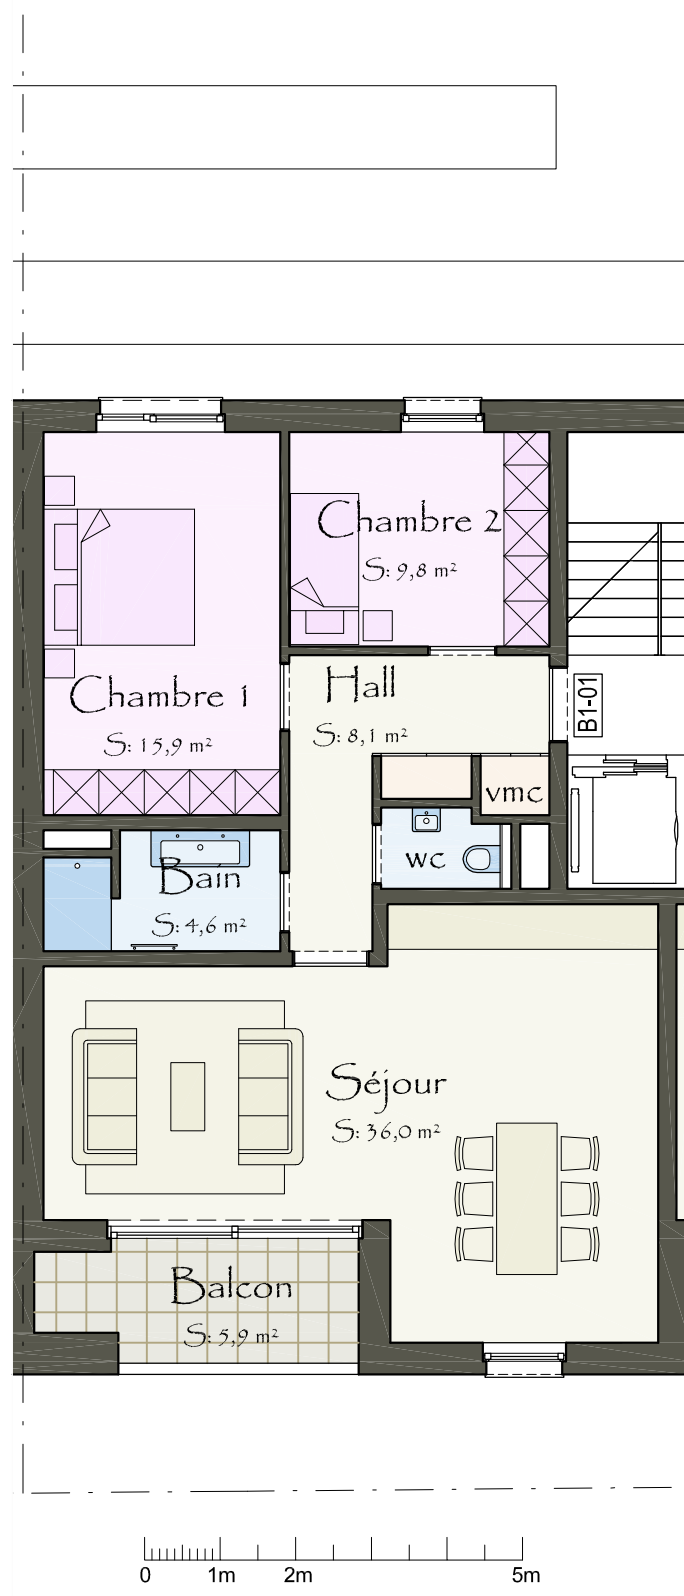 Chambre 2
S: 9,8 m²
Chambre 1
S: 15,9 m²
Hall
S: 8,1 m²
B1-01
vmc
wc
Bain
S: 4,6 m²
Séjour
S: 36,0 m²
Balcon
S: 5,9 m²
0 1m 2m 5m